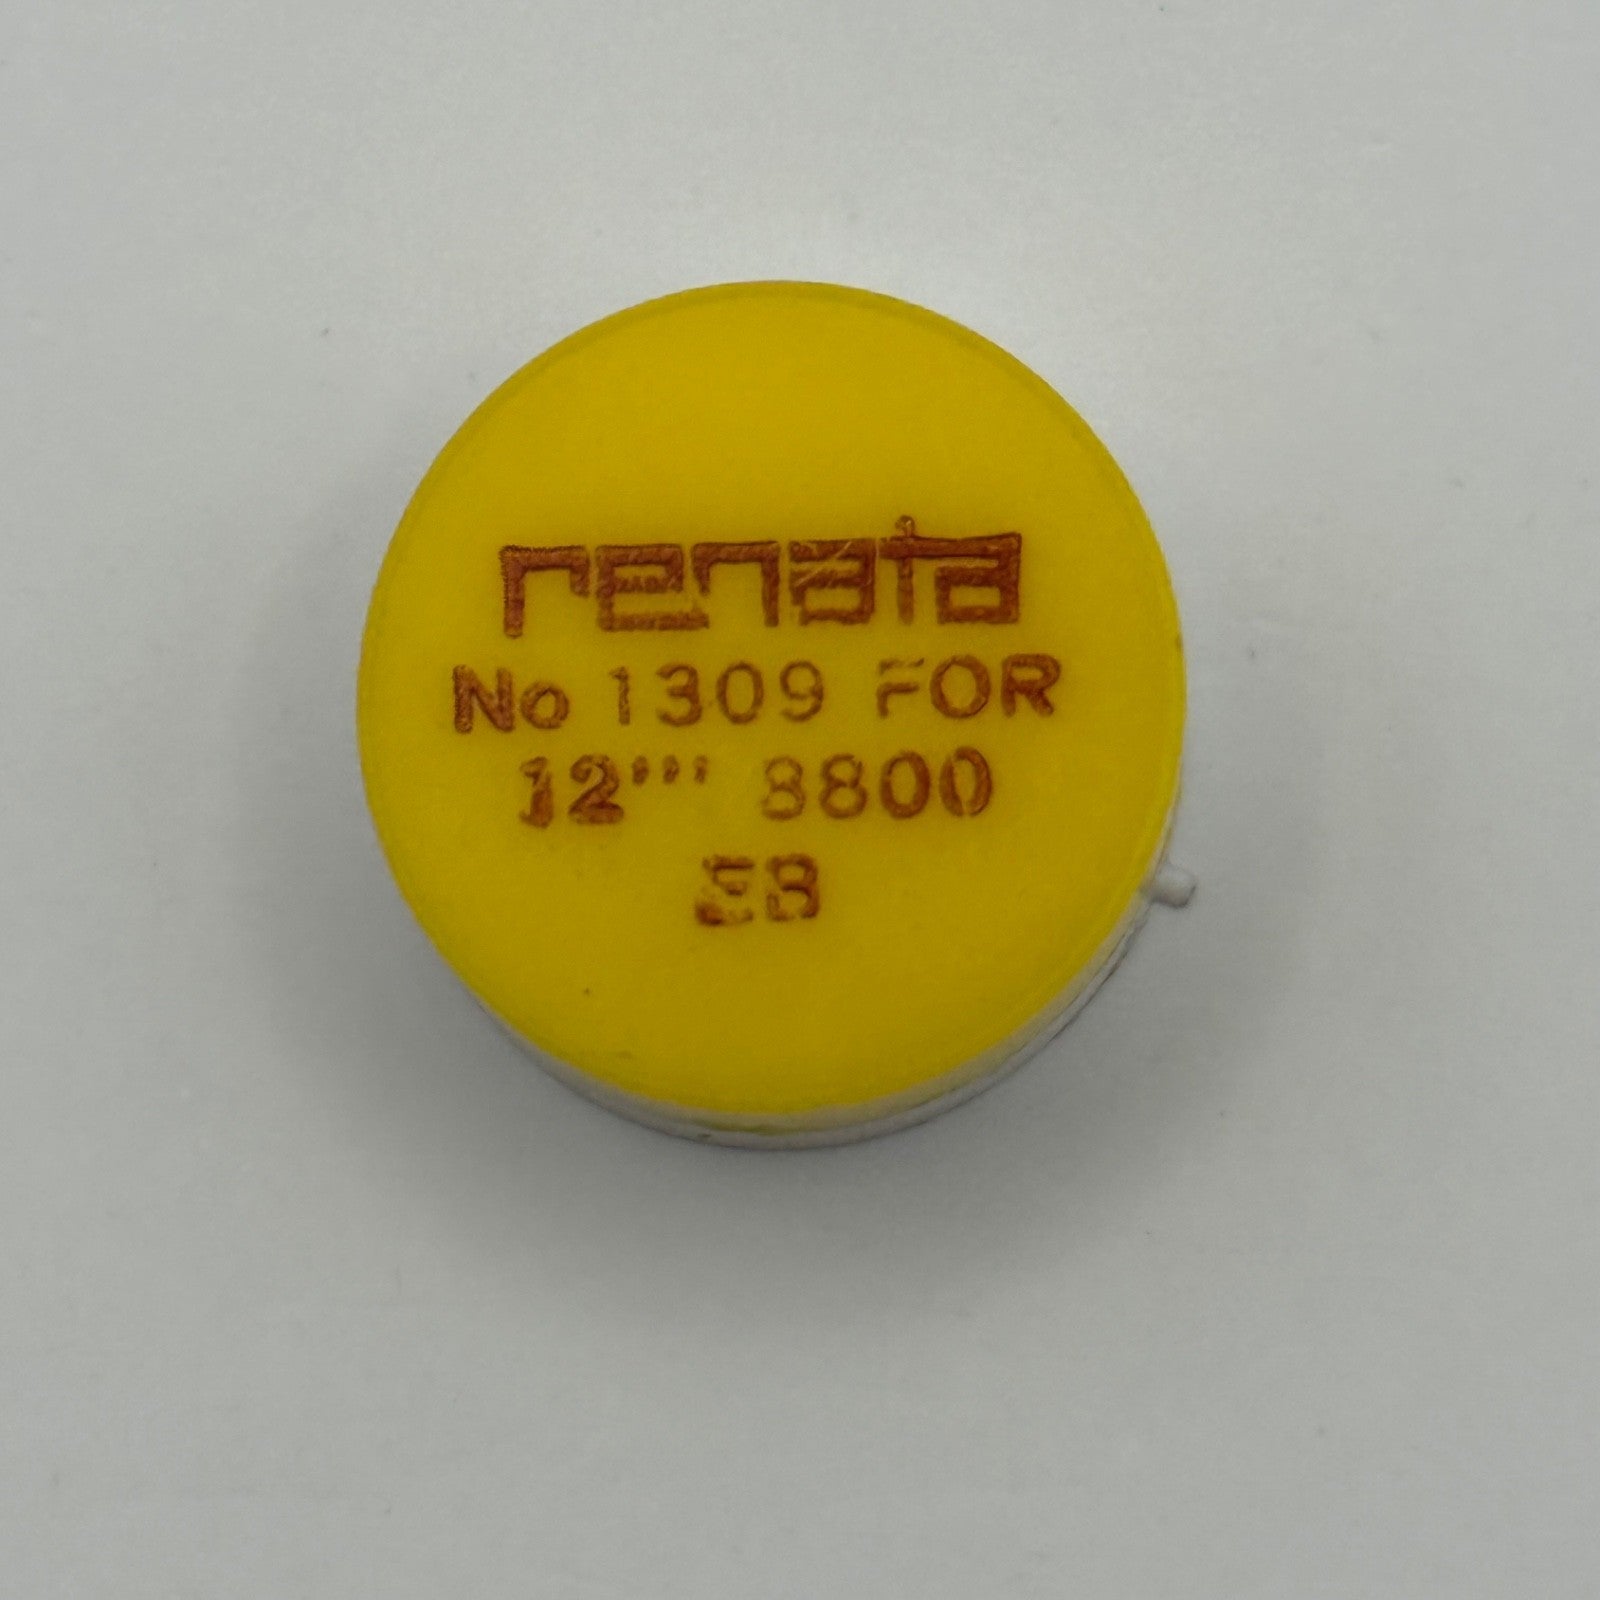 renata
No 1309 FOR
12''' 8800
EB